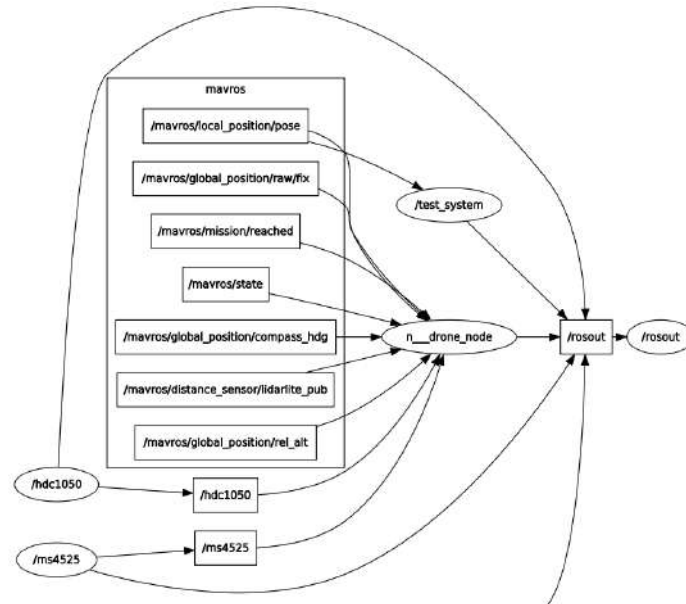 mavros
/mavros/local_position/pose
/mavros/global_position/raw/fix
/test_system
/mavros/mission/reached
/mavros/state
/mavros/global_position/compass_hdg
n___drone_node
/rosout
/rosout
/mavros/distance_sensor/lidarlite_pub
/mavros/global_position/rel_alt
/hdc1050
/hdc1050
/ms4525
/ms4525